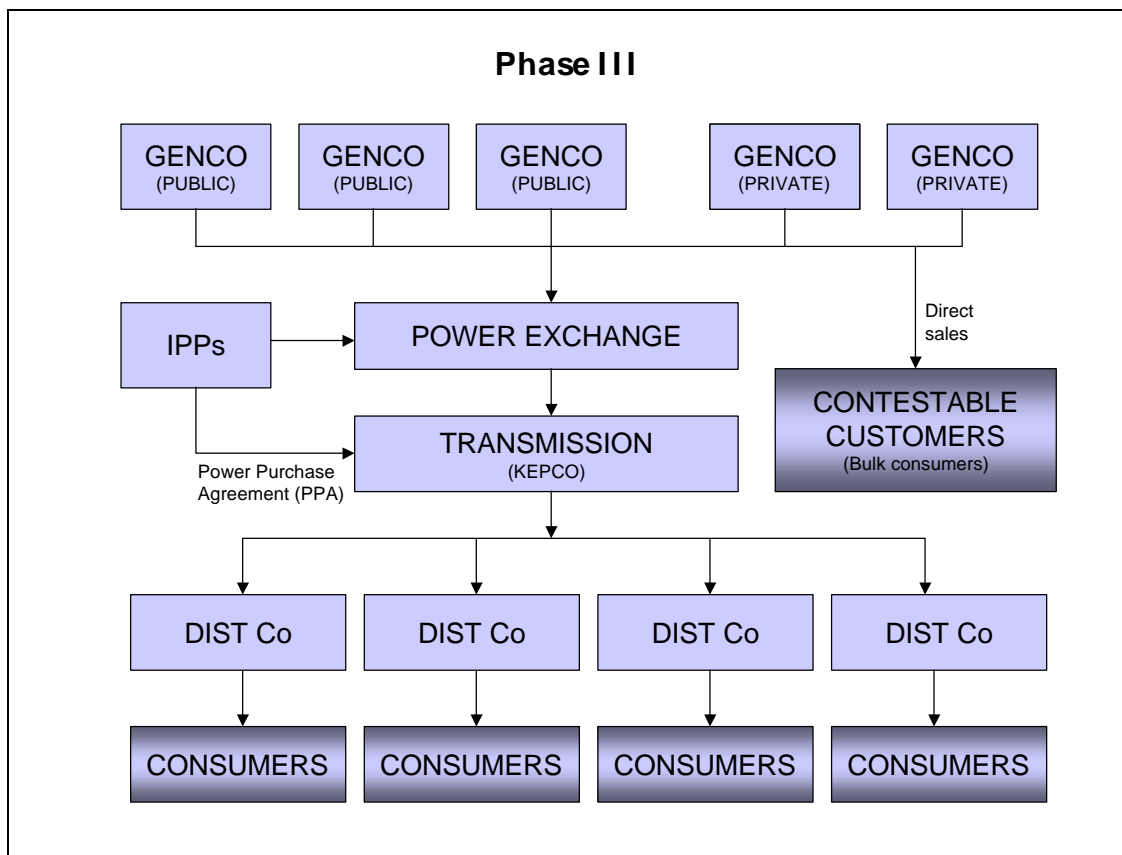 Phase III
GENCO
(PUBLIC)
GENCO
(PUBLIC)
GENCO
(PUBLIC)
GENCO
(PRIVATE)
GENCO
(PRIVATE)
IPPs
POWER EXCHANGE
Direct
sales
CONTESTABLE
CUSTOMERS
(Bulk consumers)
TRANSMISSION
(KEPCO)
Power Purchase
Agreement (PPA)
DIST Co
DIST Co
DIST Co
DIST Co
CONSUMERS
CONSUMERS
CONSUMERS
CONSUMERS